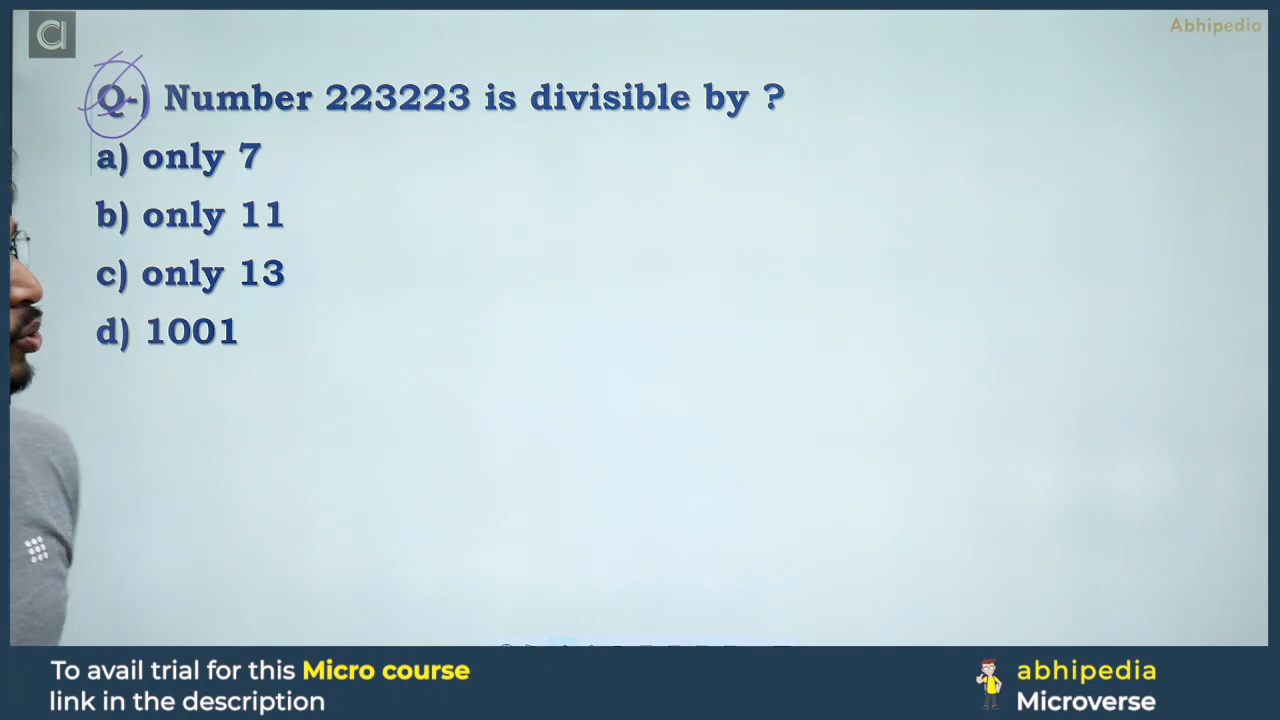 Abhipedia
Q-) Number 223223 is divisible by ?
a) only 7
b) only 11
c) only 13
d) 1001
To avail trial for this Micro course
link in the description
abhipedia
Microverse